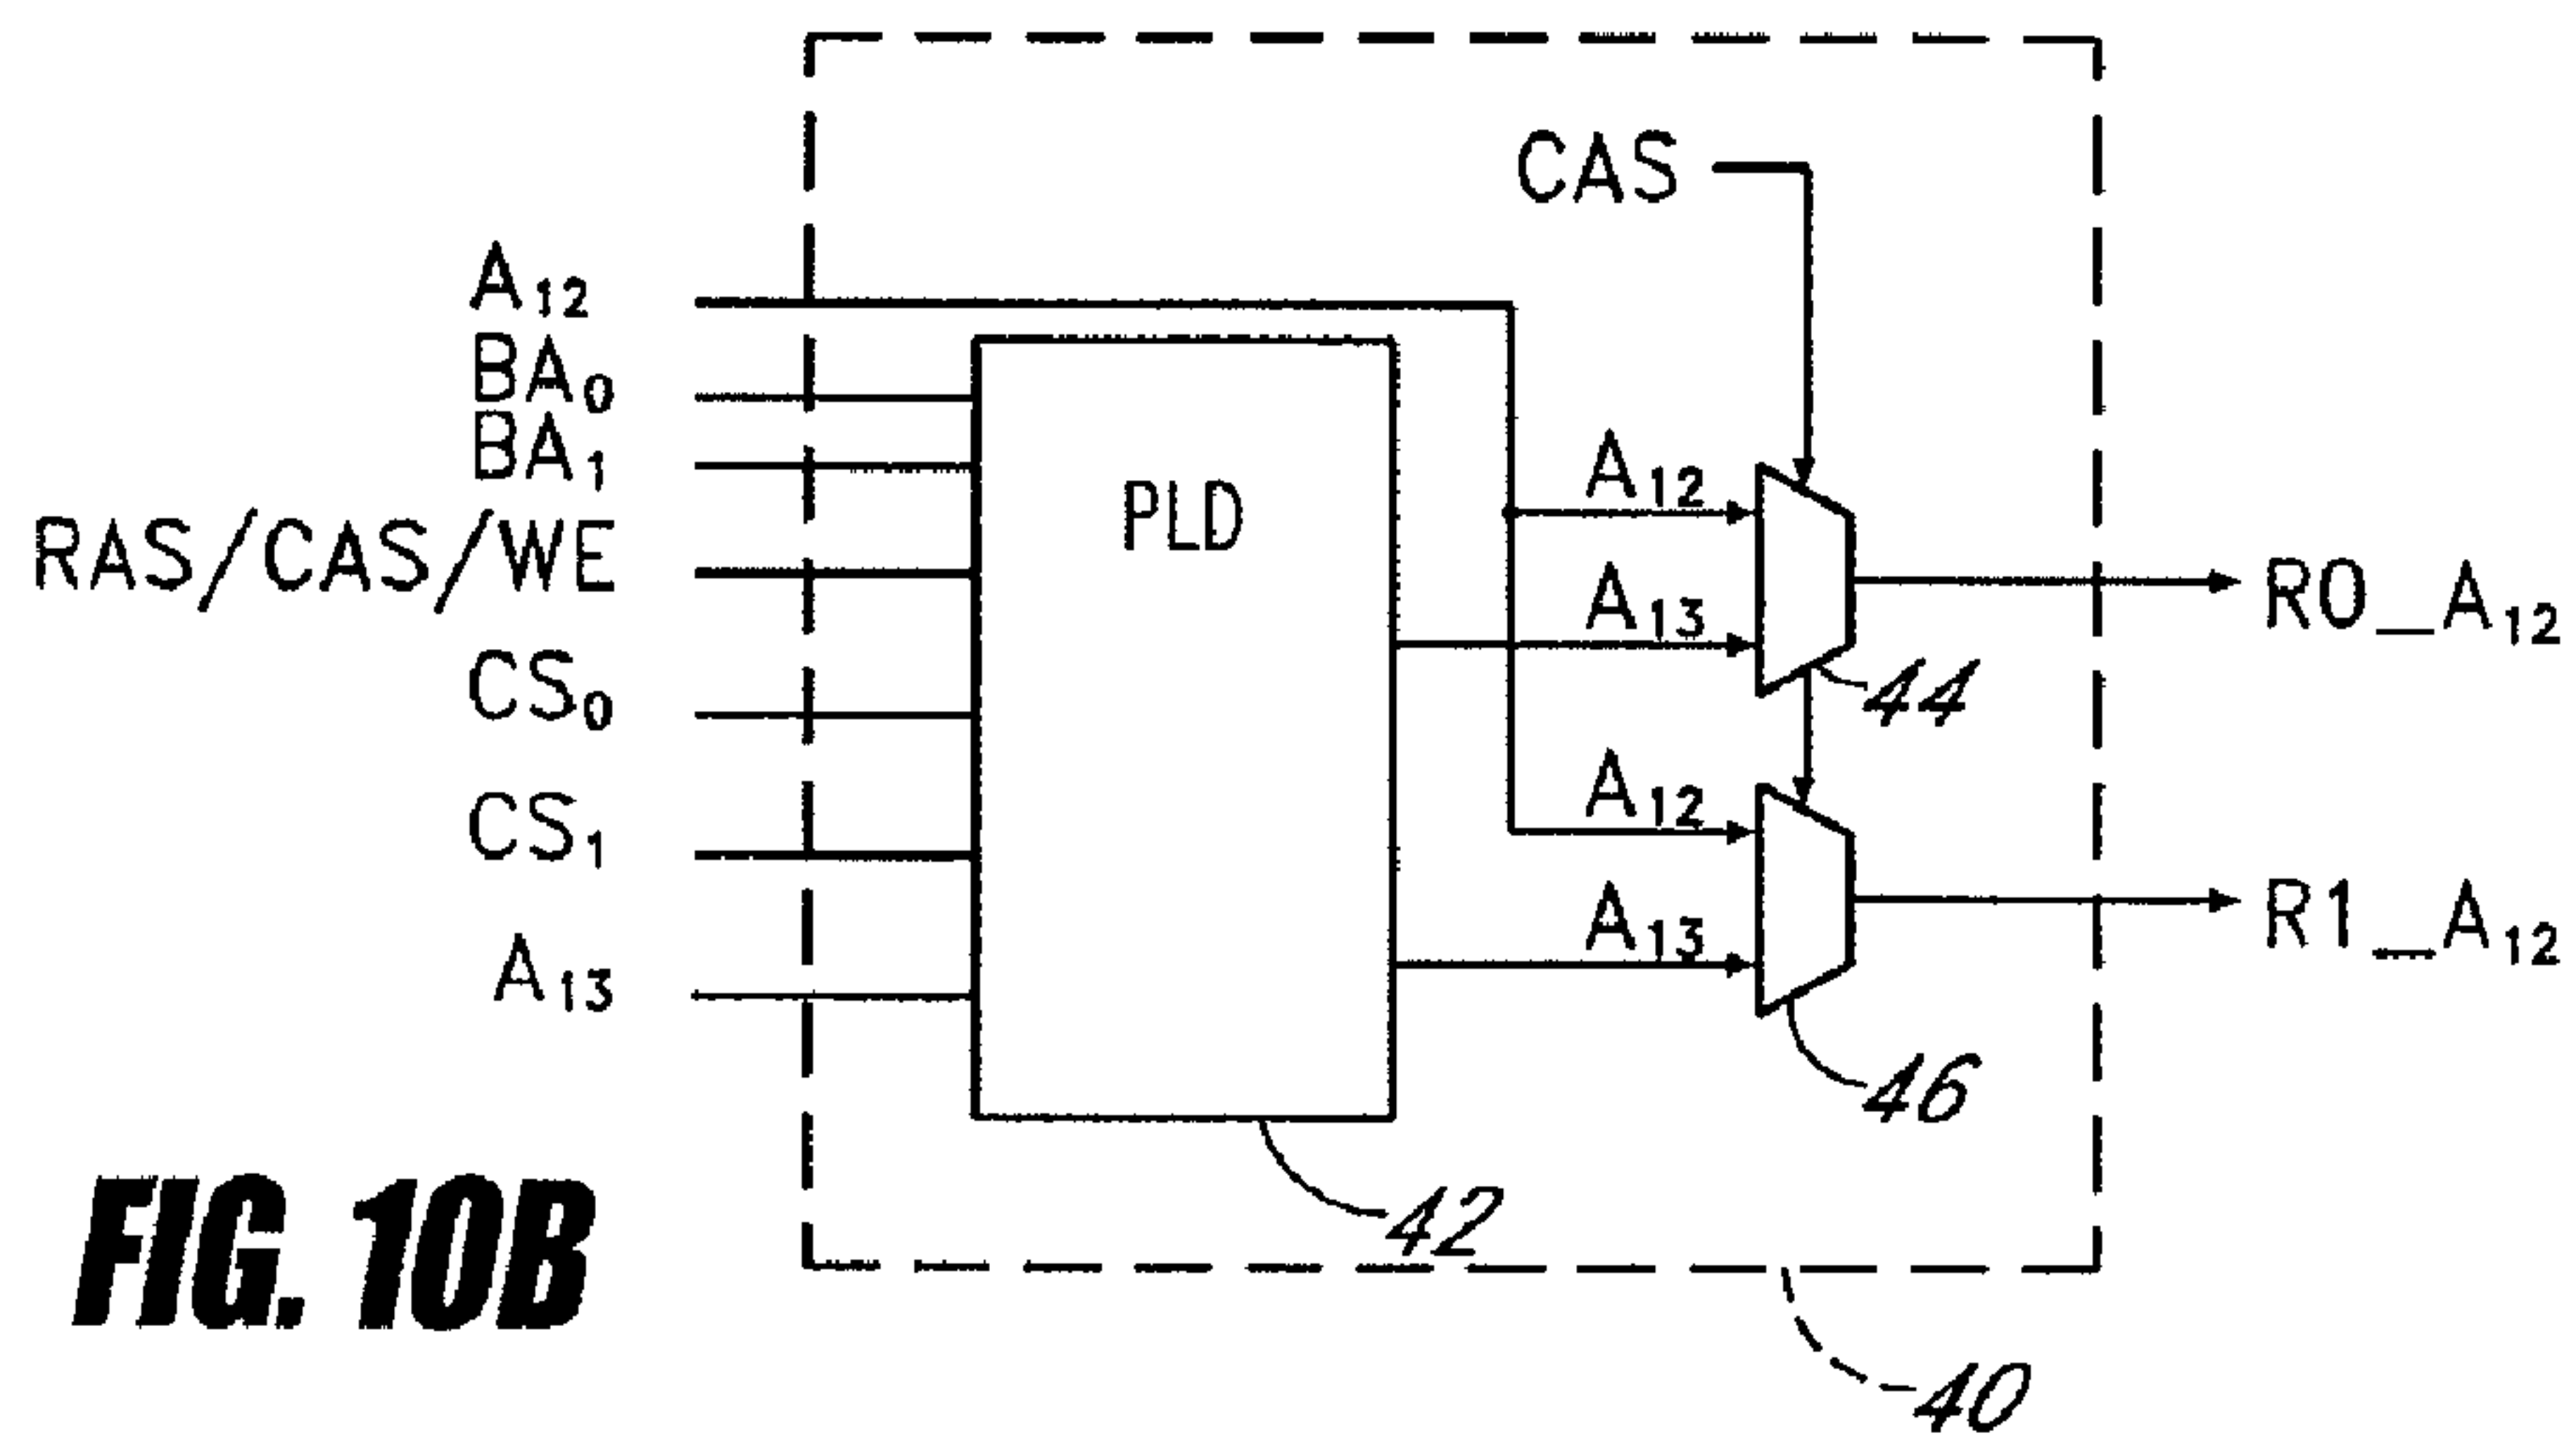 CAS
A₁₂
BA₀
BA₁
RAS/CAS/WE
CS₀
CS₁
A₁₃
PLD
A₁₂
A₁₃
44
R0_A₁₂
A₁₂
A₁₃
46
R1_A₁₂
42
40
FIG. 10B